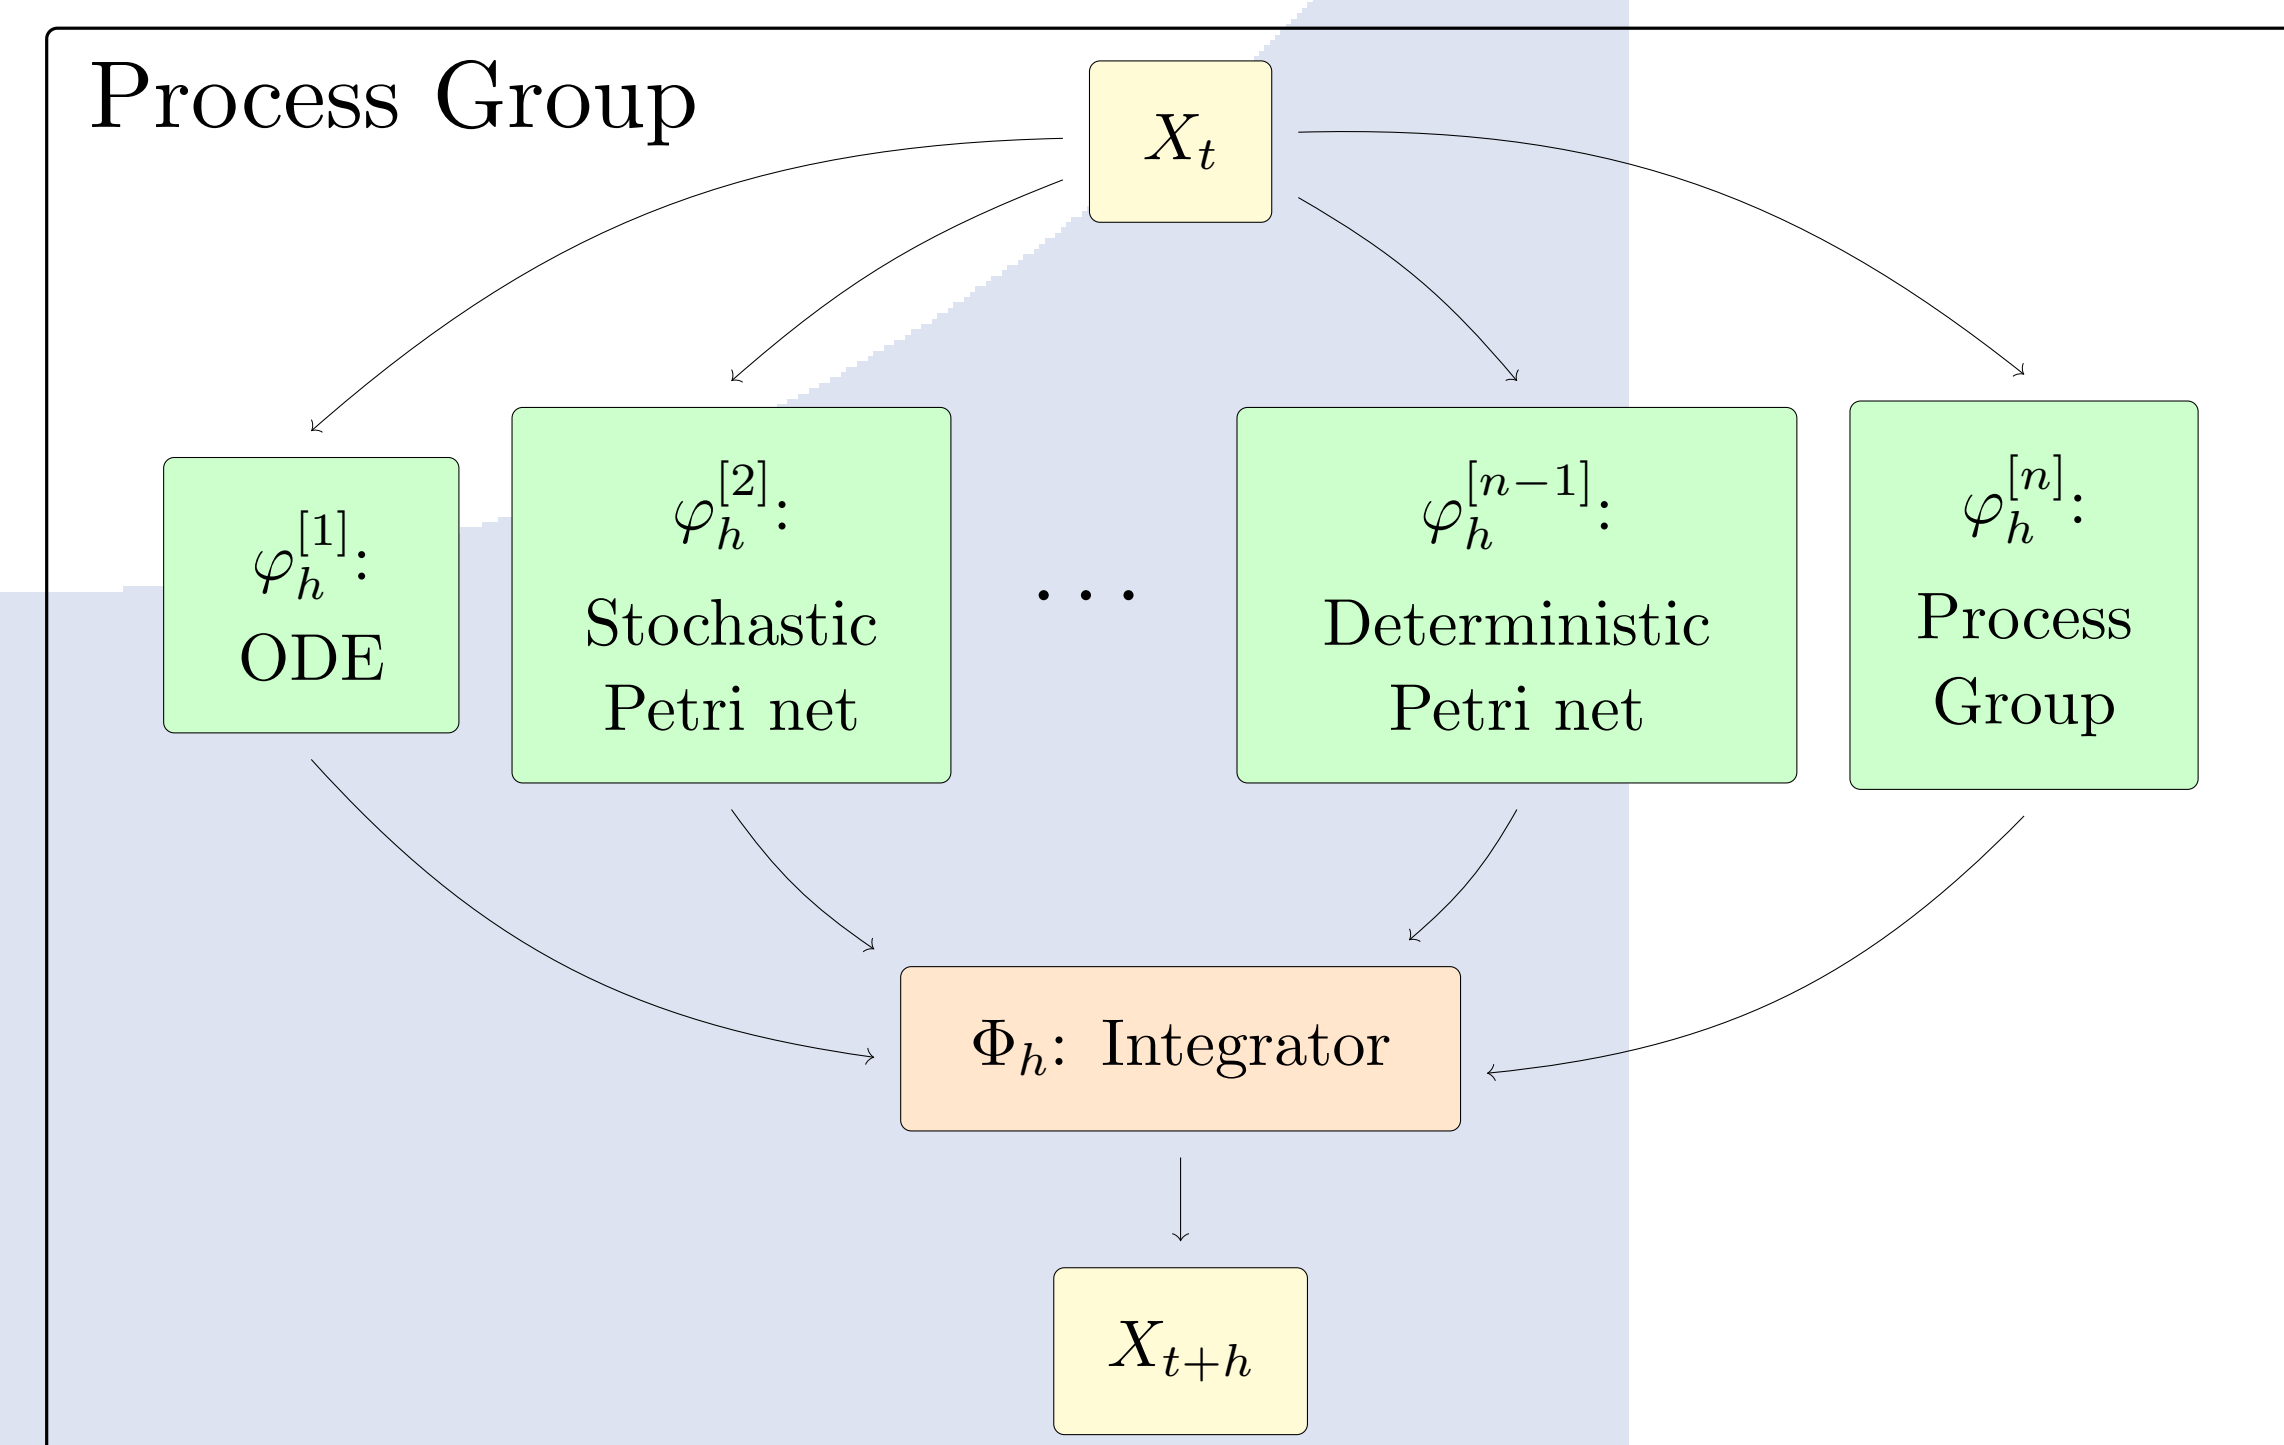 Process Group
X_t
φ_h^{[1]}:
ODE
φ_h^{[2]}:
Stochastic
Petri net
...
φ_h^{[n−1]}:
Deterministic
Petri net
φ_h^{[n]}:
Process
Group
Φ_h: Integrator
X_{t+h}